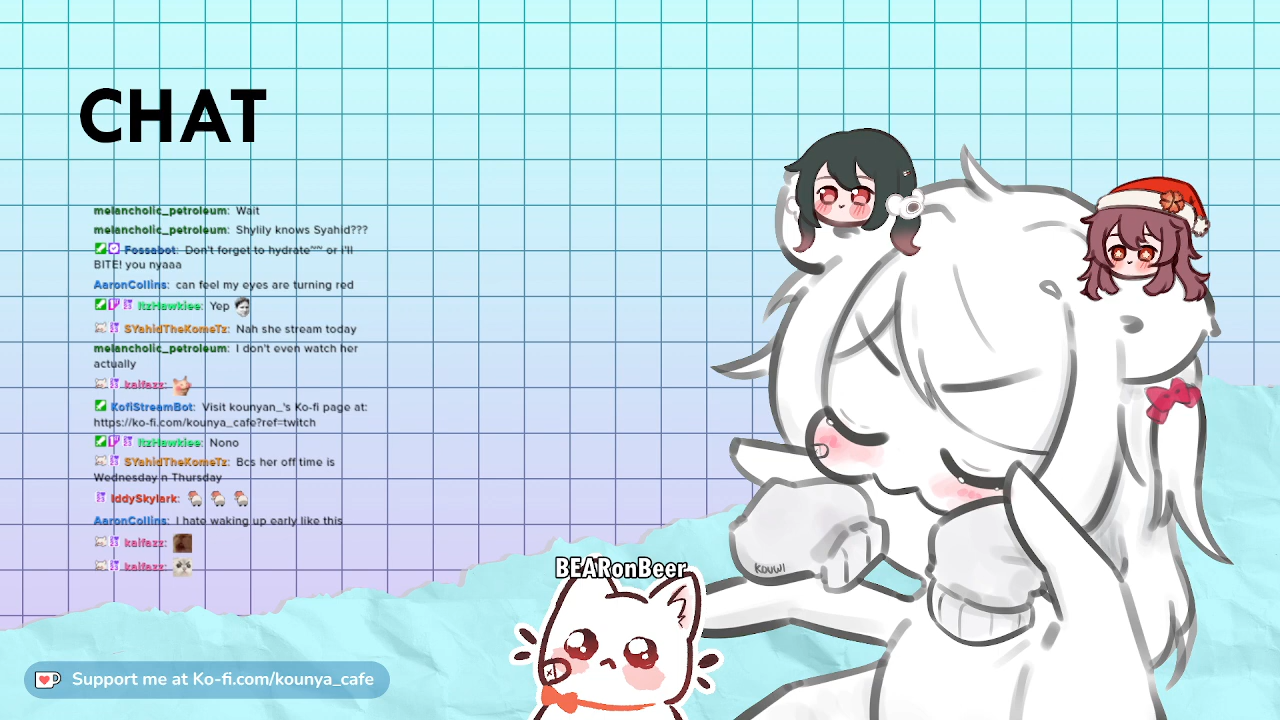 CHAT
melancholic_petroleum: Wait
melancholic_petroleum: Shylily knows Syahid???
Fossabot: Don't forget to hydrate~~ or I'll
BITE! you nyaaa
AaronCollins: can feel my eyes are turning red
ItzHawkiee: Yep
SYahidTheKomeTz: Nah she stream today
melancholic_petroleum: I don't even watch her
actually
kaifazz:
KofiStreamBot: Visit kounyan_'s Ko-fi page at:
https://ko-fi.com/kounya_cafe?ref=twitch
ItzHawkiee: Nono
SYahidTheKomeTz: Bcs her off time is
Wednesday n Thursday
IddySkylark:
AaronCollins: I hate waking up early like this
kaifazz:
kaifazz:
KOUWI
BEARonBeer
Support me at Ko-fi.com/kounya_cafe